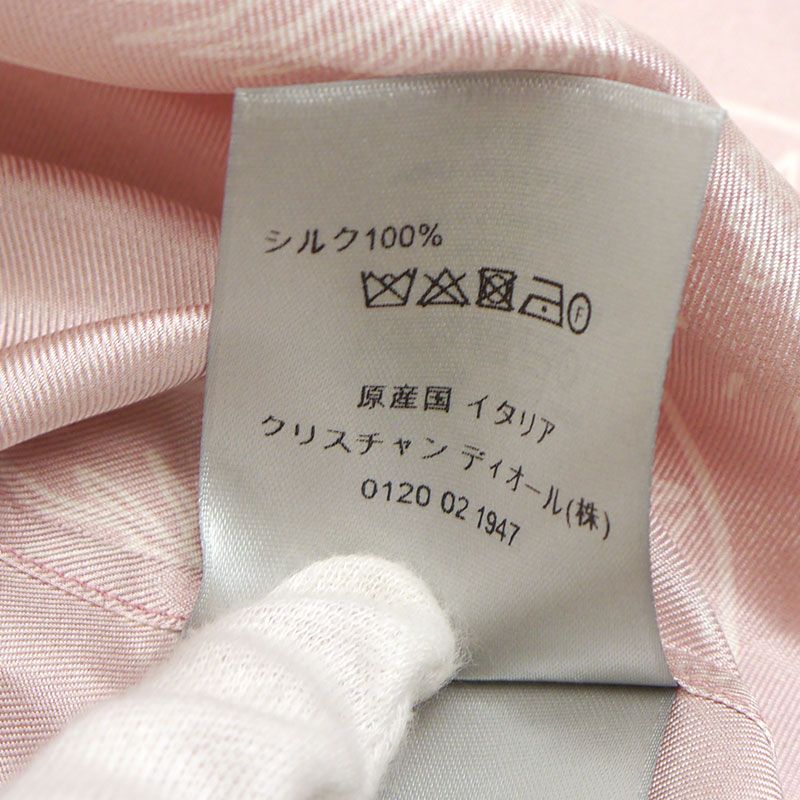 シルク100%
F
原産国 イタリア
クリスチャン ディオール(株)
0120 02 1947